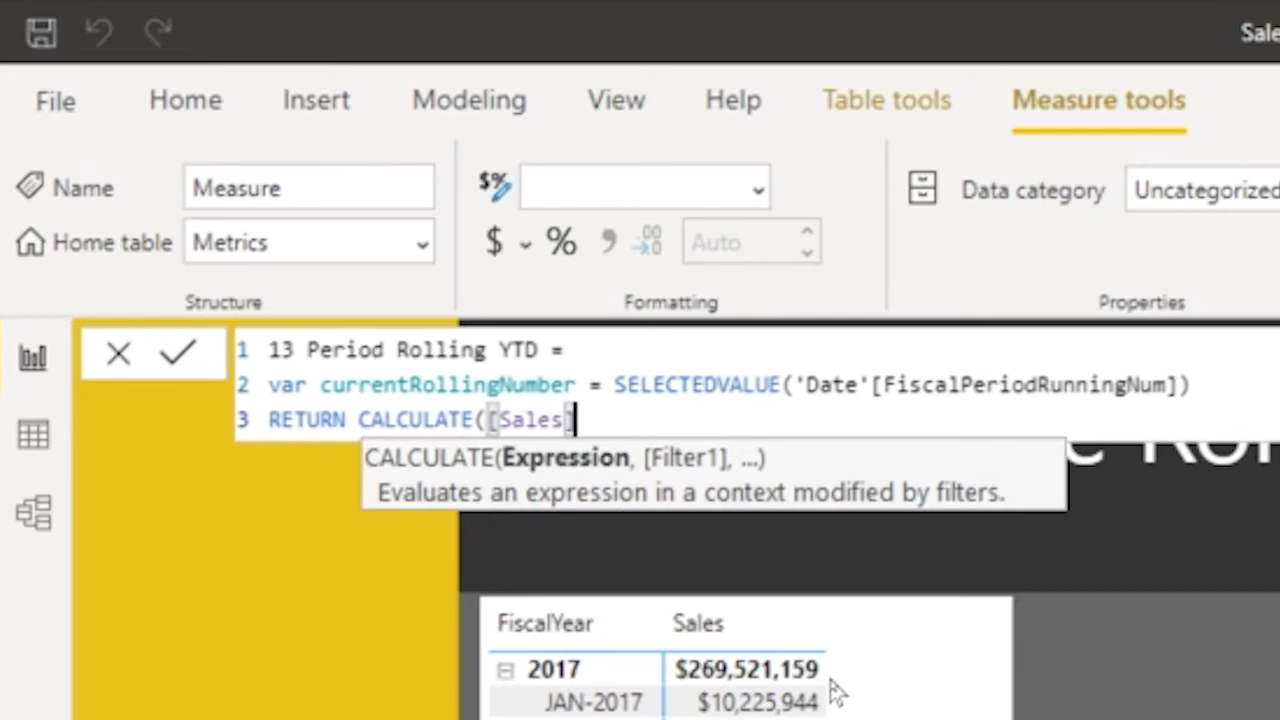 Sale
File Home Insert Modeling View Help Table tools Measure tools
Name Measure $% Data category Uncategorized
Home table Metrics $ % 9 .00 →0 Auto
Structure Formatting Properties
1 13 Period Rolling YTD =
2 var currentRollingNumber = SELECTEDVALUE('Date'[FiscalPeriodRunningNum])
3 RETURN CALCULATE([Sales]
CALCULATE(Expression, [Filter1], ...)
Evaluates an expression in a context modified by filters.
FiscalYear Sales
2017 $269,521,159
JAN-2017 $10,225,944